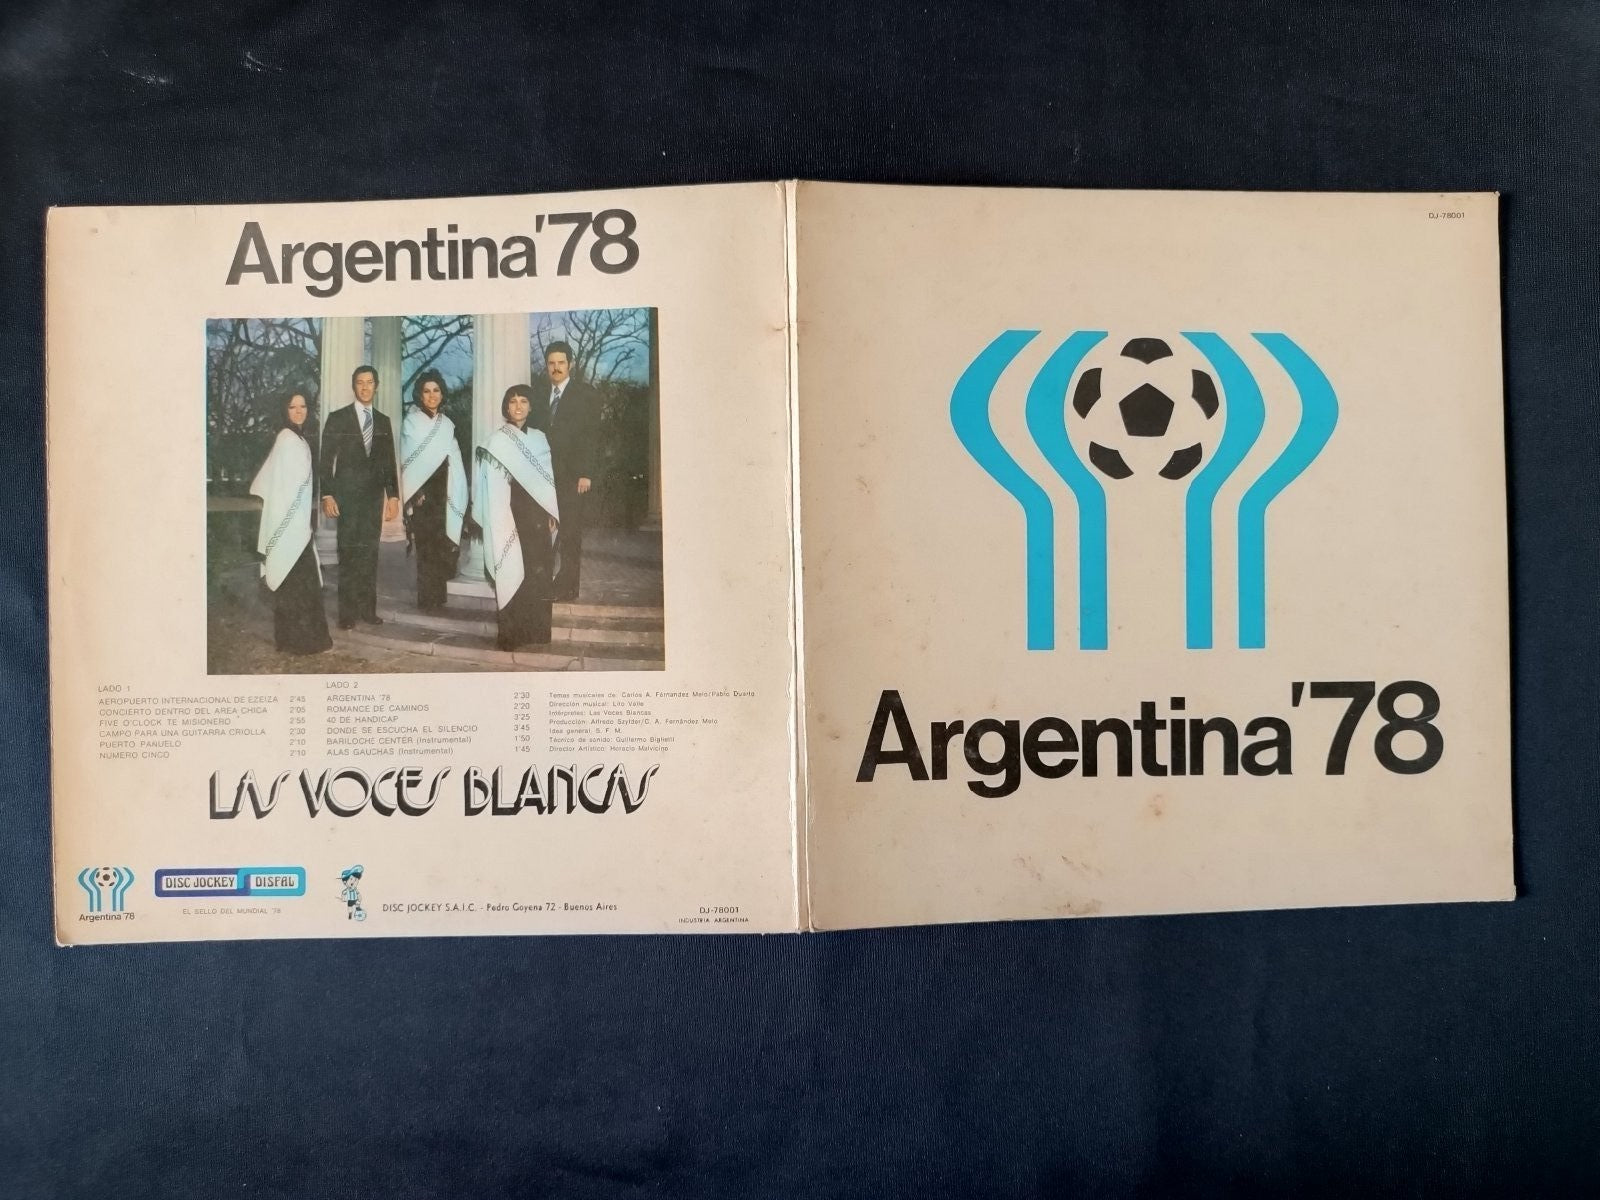 Argentina'78
LADO 1
AEROPUERTO INTERNACIONAL DE EZEIZA 2'45
CONCIERTO DENTRO DEL AREA CHICA 2'05
FIVE O'CLOCK TE MISIONERO 2'55
CAMPO PARA UNA GUITARRA CRIOLLA 2'30
PUERTO PAÑUELO 2'10
NUMERO CINCO 2'10
LADO 2
ARGENTINA '78 2'30
ROMANCE DE CAMINOS 2'20
40 DE HANDICAP 3'25
DONDE SE ESCUCHA EL SILENCIO 3'45
BARILOCHE CENTER (Instrumental) 1'50
ALAS GAUCHAS (Instrumental) 1'45
Temas musicales de: Carlos A. Fernández Melo/Pablo Duarte
Dirección musical: Lito Valle
Intérpretes: Las Voces Blancas
Producción: Alfredo Szylder/C. A. Fernández Melo
Idea general: S. F. M.
Técnico de sonido: Guillermo Biglietti
Director Artístico: Horacio Malvicino
LAS VOCES BLANCAS
Argentina '78
DISC JOCKEY DISFAL
EL SELLO DEL MUNDIAL '78
DISC JOCKEY S.A.I.C. - Pedro Goyena 72 - Buenos Aires
DJ-78001
INDUSTRIA ARGENTINA
DJ-78001
Argentina'78